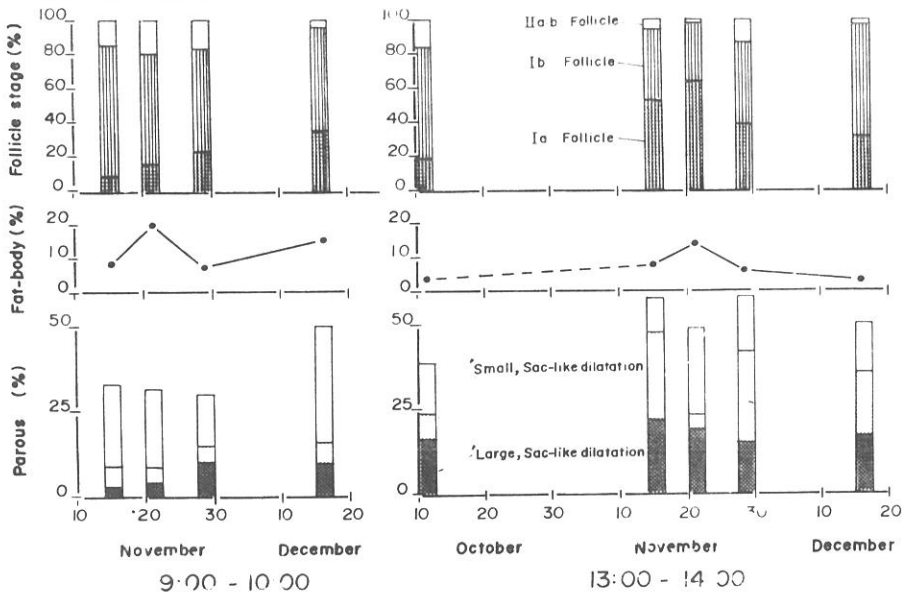 Follicle stage (%)
100
80
60
40
20
0
100
80
60
40
20
0
IIa-b Follicle
Ib Follicle
Ia Follicle
Fat-body (%)
20
10
0
20
10
0
Parous (%)
50
25
0
50
25
0
Small, Sac-like dilatation
Large, Sac-like dilatation
10 20 30 10 20
10 20 30 10 20 30 10 20
November December
October November December
9:00 - 10:00
13:00 - 14:00